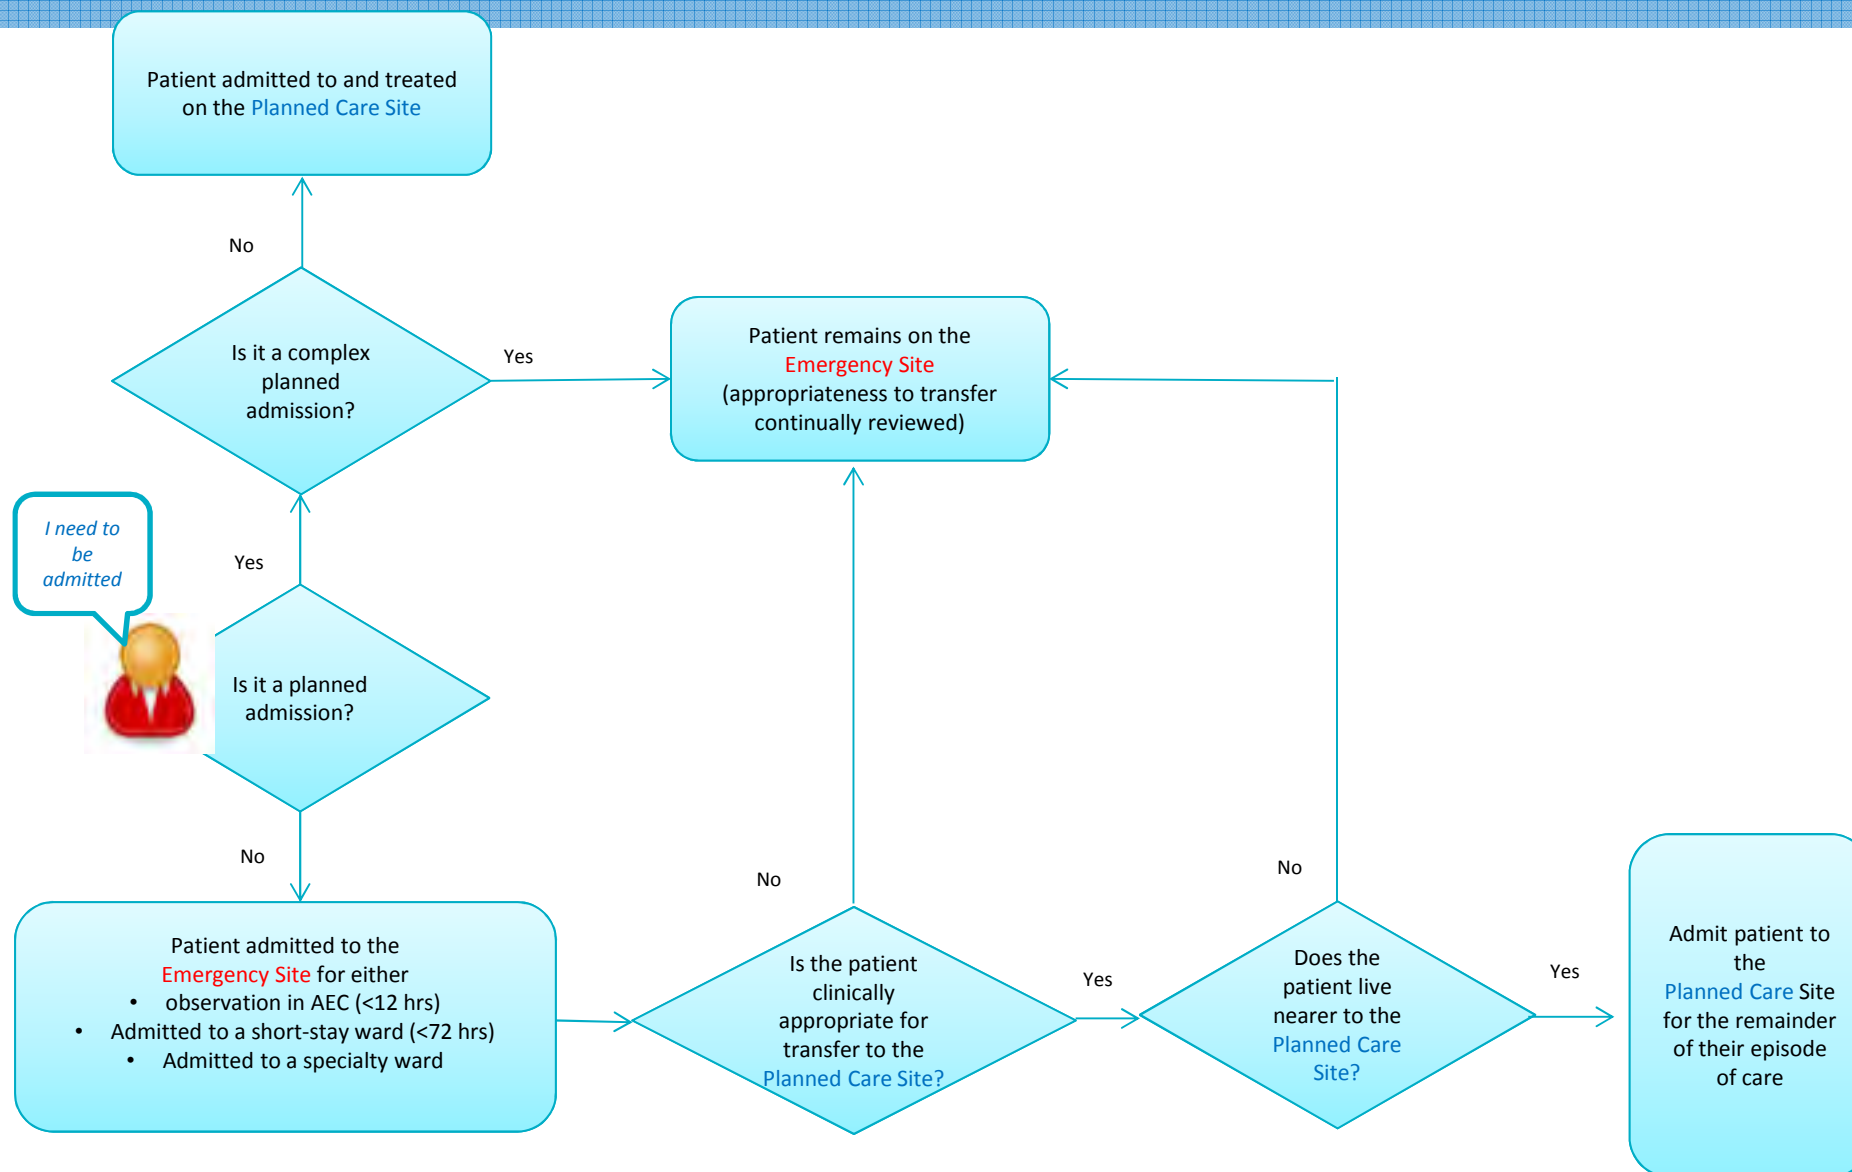 Patient admitted to and treated
on the Planned Care Site
No
Is it a complex
planned
admission?
Yes
Patient remains on the
Emergency Site
(appropriateness to transfer
continually reviewed)
I need to
be
admitted
Yes
Is it a planned
admission?
No
Patient admitted to the
Emergency Site for either
• observation in AEC (<12 hrs)
• Admitted to a short-stay ward (<72 hrs)
• Admitted to a specialty ward
No
Is the patient
clinically
appropriate for
transfer to the
Planned Care Site?
Yes
No
Does the
patient live
nearer to the
Planned Care
Site?
Yes
Admit patient to
the
Planned Care Site
for the remainder
of their episode
of care